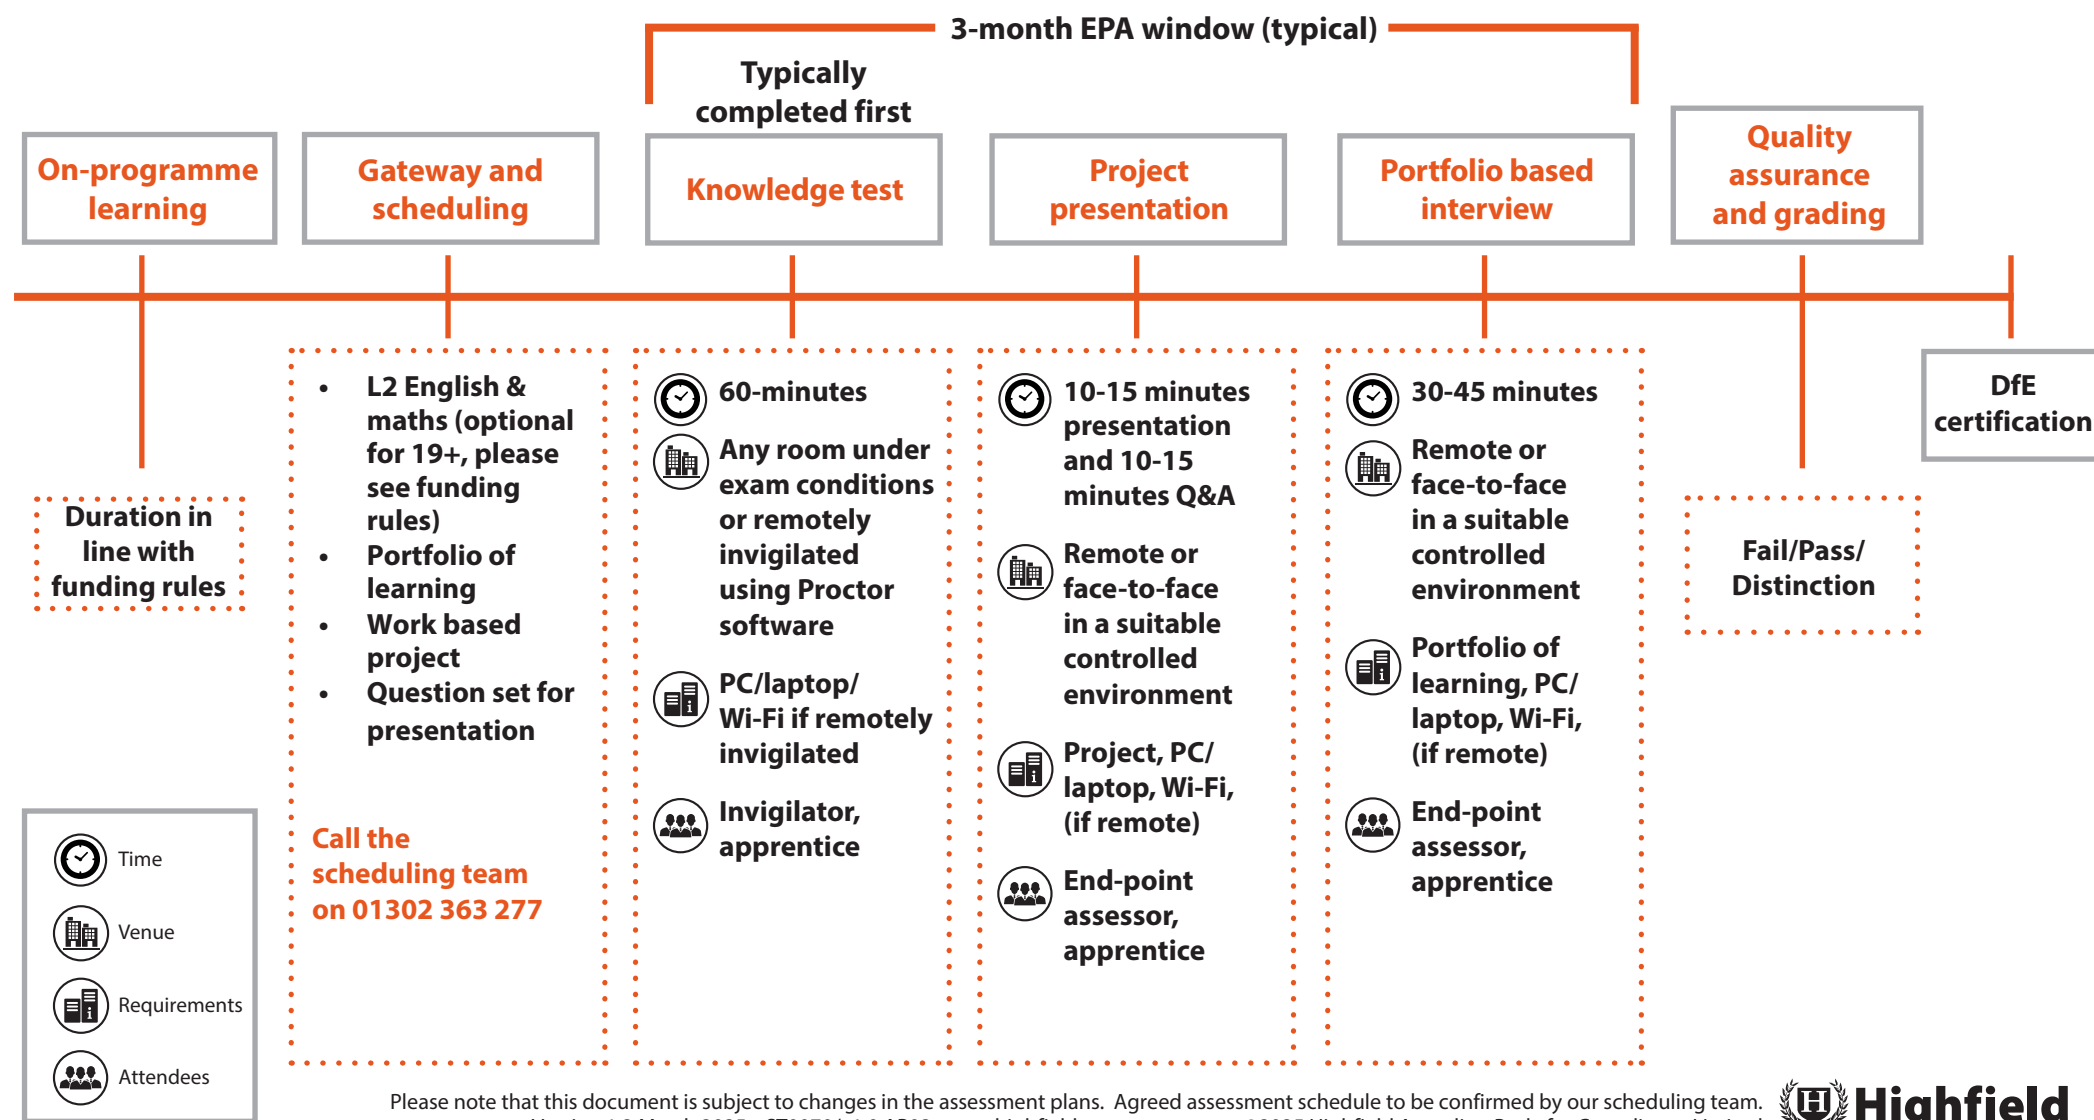 3-month EPA window (typical)
Typically
completed first
On-programme
learning
Gateway and
scheduling
Knowledge test
Project
presentation
Portfolio based
interview
Quality
assurance
and grading
Duration in
line with
funding rules
• L2 English &
maths (optional
for 19+, please
see funding
rules)
• Portfolio of
learning
• Work based
project
• Question set for
presentation
Call the
scheduling team
on 01302 363 277
60-minutes
Any room under
exam conditions
or remotely
invigilated
using Proctor
software
PC/laptop/
Wi-Fi if remotely
invigilated
Invigilator,
apprentice
10-15 minutes
presentation
and 10-15
minutes Q&A
Remote or
face-to-face
in a suitable
controlled
environment
Project, PC/
laptop, Wi-Fi,
(if remote)
End-point
assessor,
apprentice
30-45 minutes
Remote or
face-to-face
in a suitable
controlled
environment
Portfolio of
learning, PC/
laptop, Wi-Fi,
(if remote)
End-point
assessor,
apprentice
Fail/Pass/
Distinction
DfE
certification
Time
Venue
Requirements
Attendees
Please note that this document is subject to changes in the assessment plans. Agreed assessment schedule to be confirmed by our scheduling team.
H Highfield